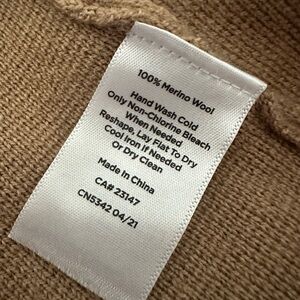 100% Merino Wool
Hand Wash Cold
Only Non-Chlorine Bleach
When Needed
Reshape, Lay Flat To Dry
Cool Iron If Needed
Or Dry Clean
Made in China
CA# 23147
CN5342 04/21